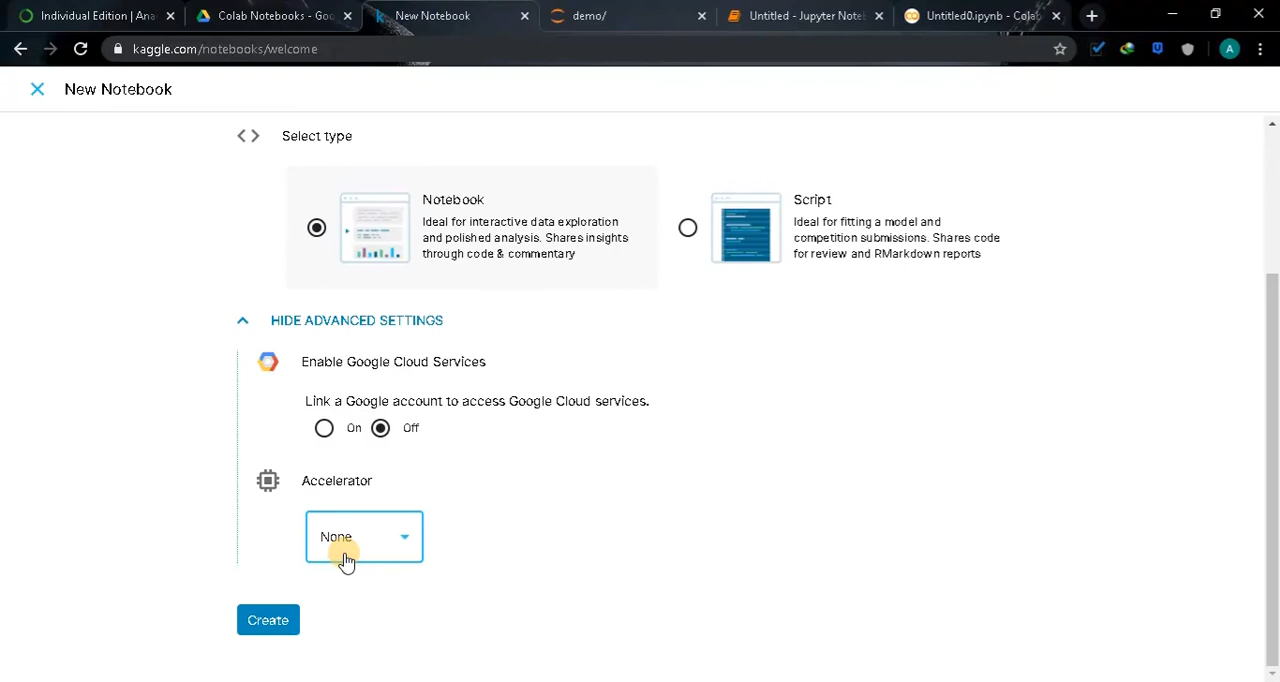 Individual Edition | Ana
Colab Notebooks - Goo
New Notebook
demo/
Untitled - Jupyter Note
Untitled0.ipynb - Colab
kaggle.com/notebooks/welcome
A
New Notebook
Select type
Notebook
Ideal for interactive data exploration
and polished analysis. Shares insights
through code & commentary
Script
Ideal for fitting a model and
competition submissions. Shares code
for review and RMarkdown reports
HIDE ADVANCED SETTINGS
Enable Google Cloud Services
Link a Google account to access Google Cloud services.
On
Off
Accelerator
None
Create